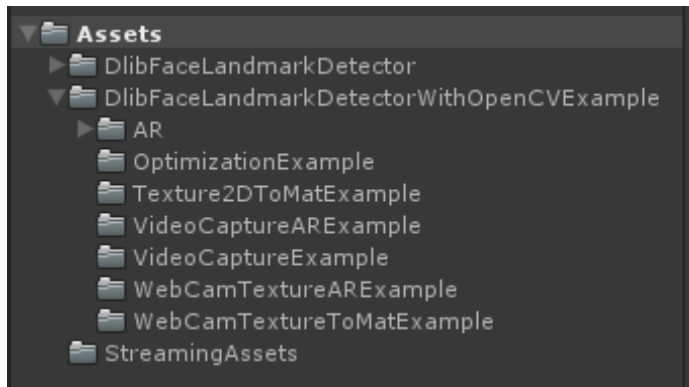 Assets
DlibFaceLandmarkDetector
DlibFaceLandmarkDetectorWithOpenCVExample
AR
OptimizationExample
Texture2DToMatExample
VideoCaptureARExample
VideoCaptureExample
WebCamTextureARExample
WebCamTextureToMatExample
StreamingAssets